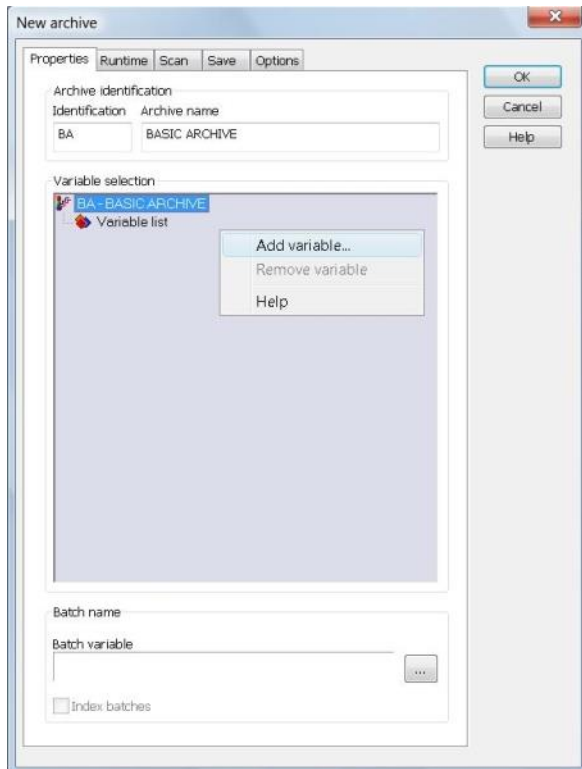 New archive
Properties Runtime Scan Save Options
OK
Cancel
Help
Archive identification
Identification Archive name
BA BASIC ARCHIVE
Variable selection
BA - BASIC ARCHIVE
Variable list
Add variable...
Remove variable
Help
Batch name
Batch variable
...
Index batches